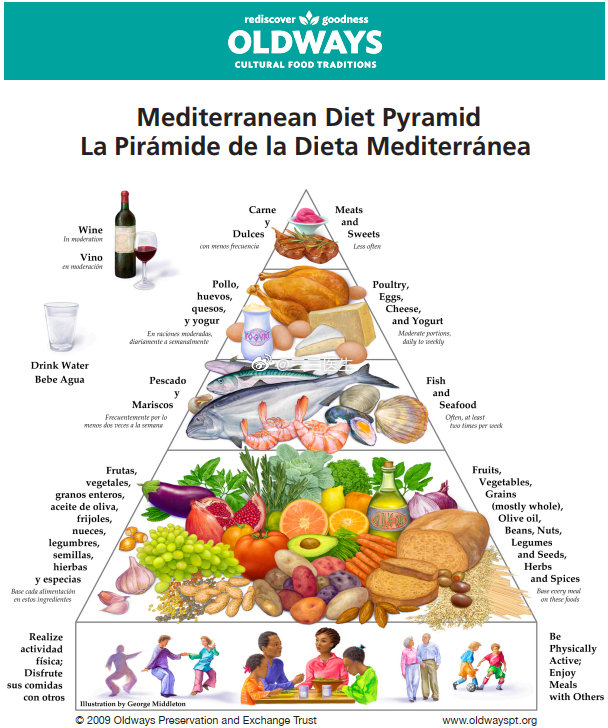 rediscover goodness
OLDWAYS
CULTURAL FOOD TRADITIONS
Mediterranean Diet Pyramid
La Pirámide de la Dieta Mediterránea
Wine
In moderation
Vino
en moderación
Drink Water
Bebe Agua
Carne
y
Dulces
con menos frecuencia
Meats
and
Sweets
Less often
Pollo,
huevos,
quesos,
y yogur
En raciones moderadas,
diariamente a semanalmente
Poultry,
Eggs,
Cheese,
and Yogurt
Moderate portions,
daily to weekly
Pescado
y
Mariscos
Frecuentemente por lo
menos dos veces a la semana
Fish
and
Seafood
Often, at least
two times per week
Frutas,
vegetales,
granos enteros,
aceite de oliva,
frijoles,
nueces,
legumbres,
semillas,
hierbas
y especias
Base cada alimentación
en estos ingredientes
Fruits,
Vegetables,
Grains
(mostly whole),
Olive oil,
Beans, Nuts,
Legumes
and Seeds,
Herbs
and Spices
Base every meal
on these foods
Realize
actividad
física;
Disfrute
sus comidas
con otros
Be
Physically
Active;
Enjoy
Meals
with Others
Illustration by George Middleton
© 2009 Oldways Preservation and Exchange Trust
www.oldwayspt.org